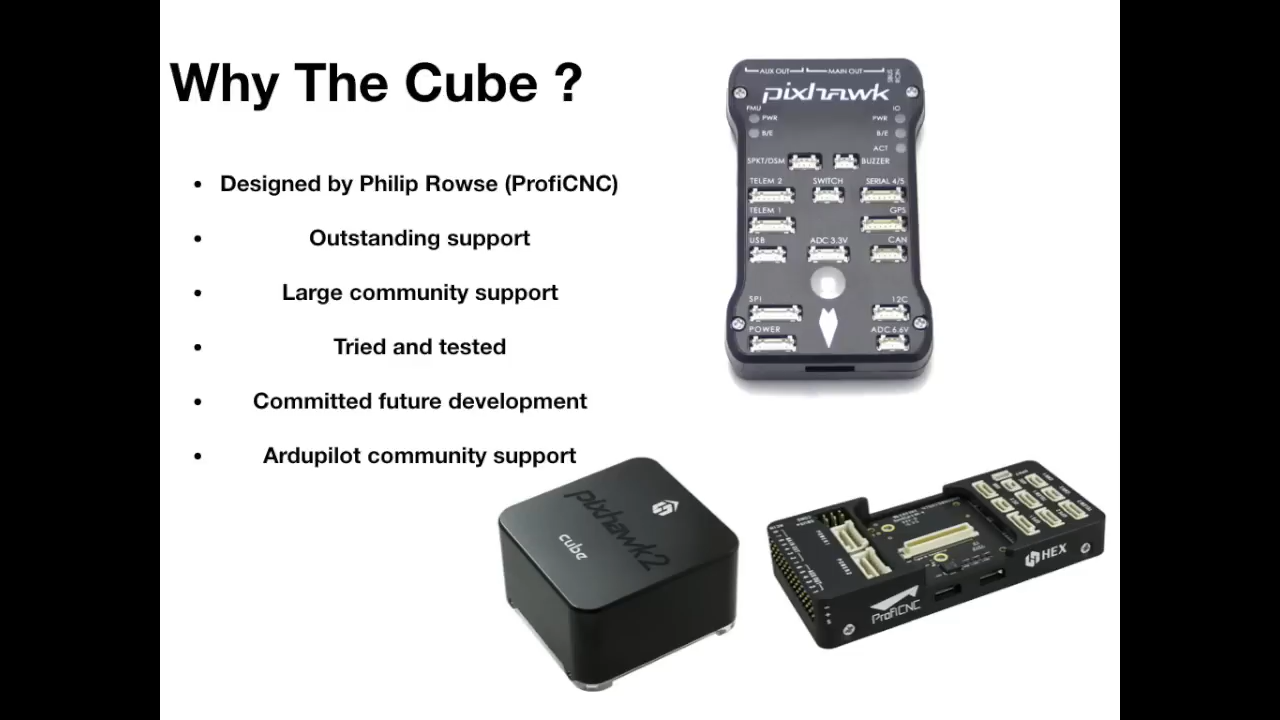 Why The Cube ?
• Designed by Philip Rowse (ProfiCNC)
• Outstanding support
• Large community support
• Tried and tested
• Committed future development
• Ardupilot community support
AUX OUT MAIN OUT
pixhawk
FMU IO
PWR PWR
B/E B/E
ACT
SPKT/DSM BUZZER
TELEM 2 SWITCH SERIAL 4/5
TELEM 1 GPS
USB ADC 3.3V CAN
SPI I2C
POWER ADC 6.6V
pixhawk2
cube
POWER1
POWER2
HEX
ProfiCNC